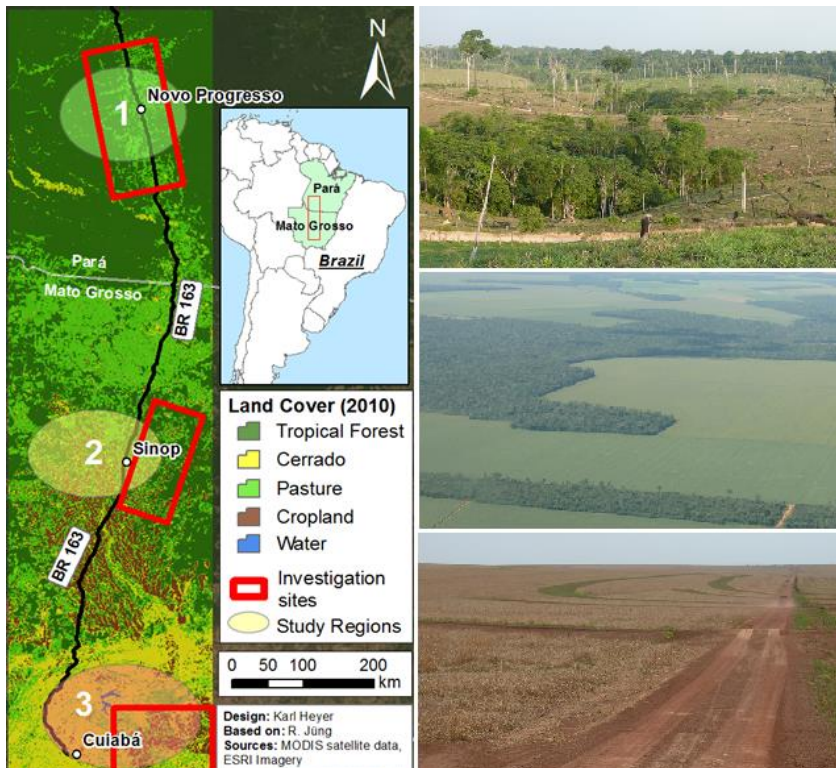 N
1
Novo Progresso
Pará
Mato Grosso
BR 163
2
Sinop
BR 163
3
Cuiabá
Pará
Mato Grosso
Brazil
Land Cover (2010)
Tropical Forest
Cerrado
Pasture
Cropland
Water
Investigation
sites
Study Regions
0 50 100 200
km
Design: Karl Heyer
Based on: R. Jüng
Sources: MODIS satellite data,
ESRI Imagery